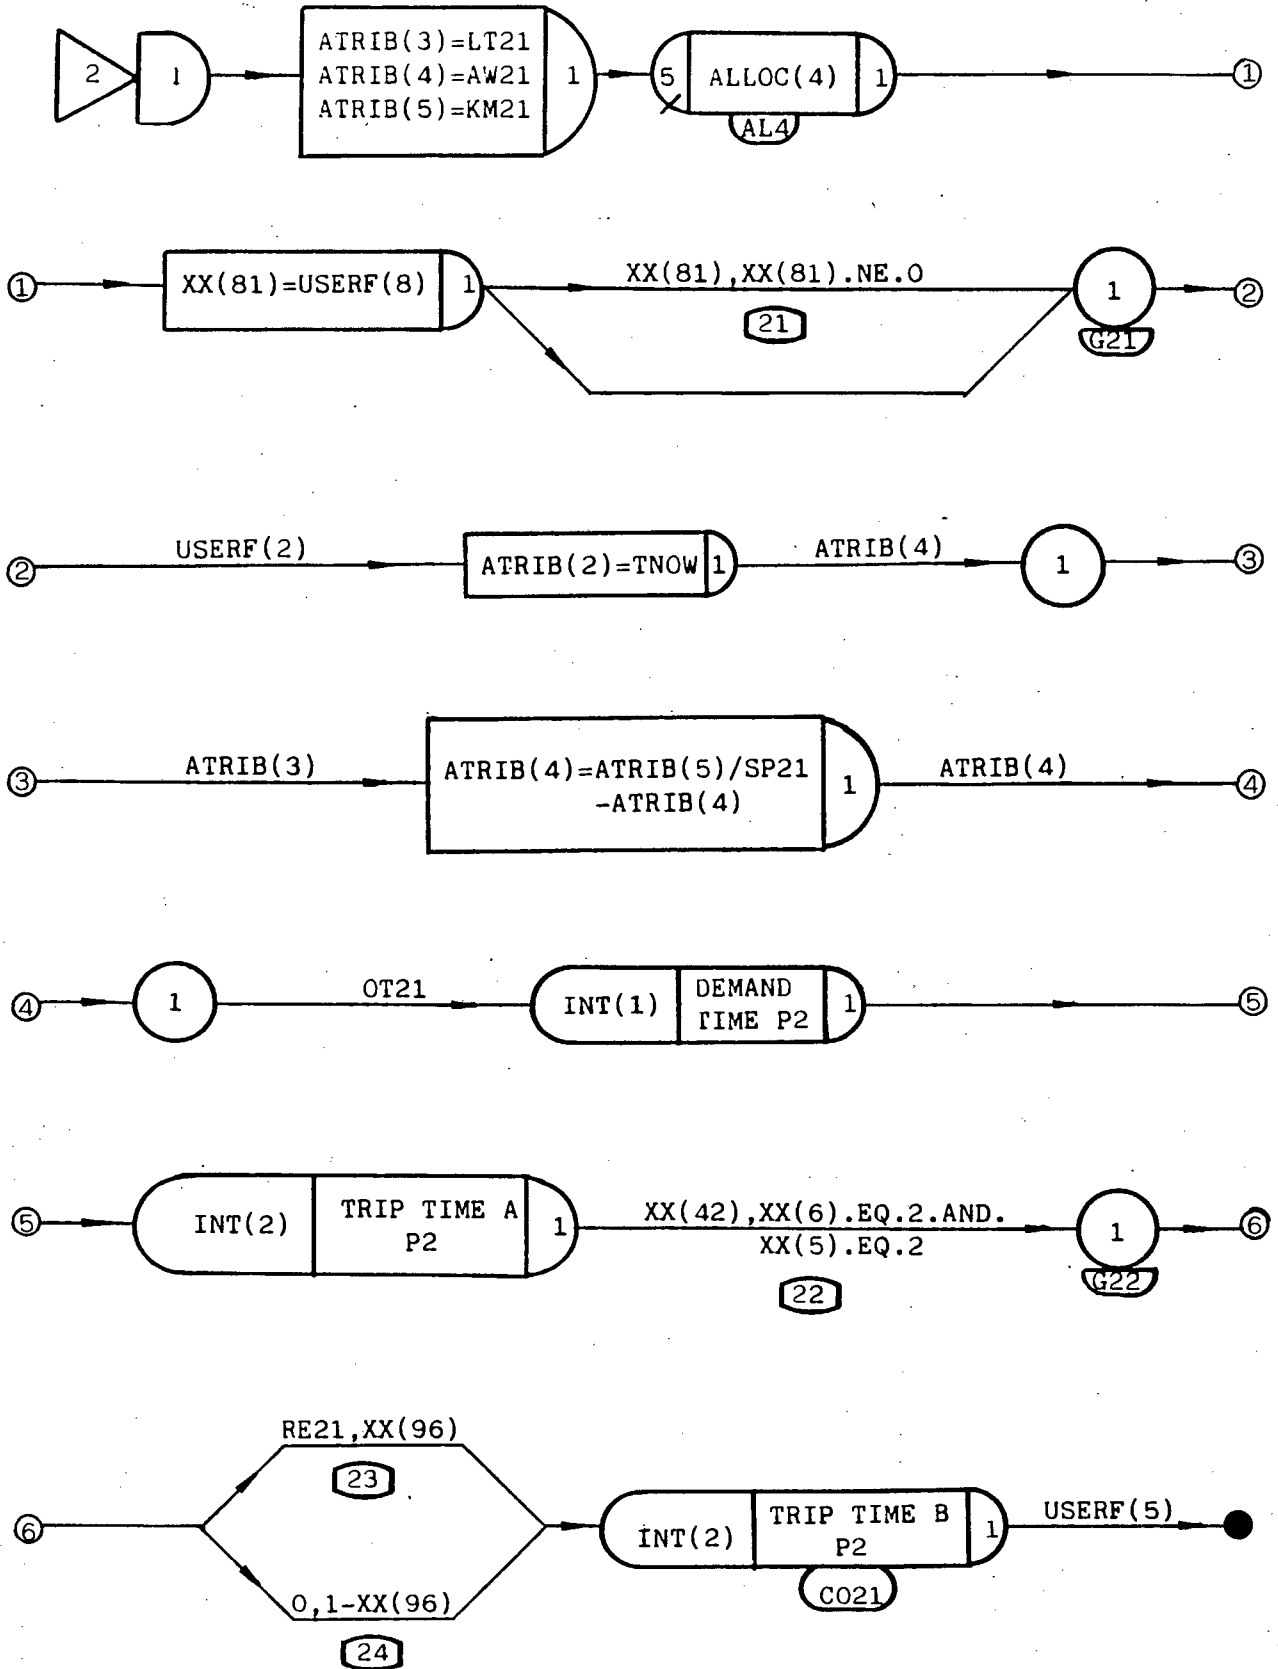 2 1 ATRIB(3)=LT21
ATRIB(4)=AW21
ATRIB(5)=KM21
1 5 ALLOC(4) 1 ①
AL4
① XX(81)=USERF(8) 1 XX(81),XX(81).NE.O 1 ②
21
G21
② USERF(2) ATRIB(2)=TNOW 1 ATRIB(4) 1 ③
③ ATRIB(3) ATRIB(4)=ATRIB(5)/SP21
-ATRIB(4)
1 ATRIB(4) ④
④ 1 OT21 INT(1) DEMAND
TIME P2
1 ⑤
⑤ INT(2) TRIP TIME A
P2
1 XX(42),XX(6).EQ.2.AND.
XX(5).EQ.2
22
1 ⑥
G22
RE21,XX(96)
23
⑥ INT(2) TRIP TIME B
P2
1 USERF(5)
CO21
O,1-XX(96)
24